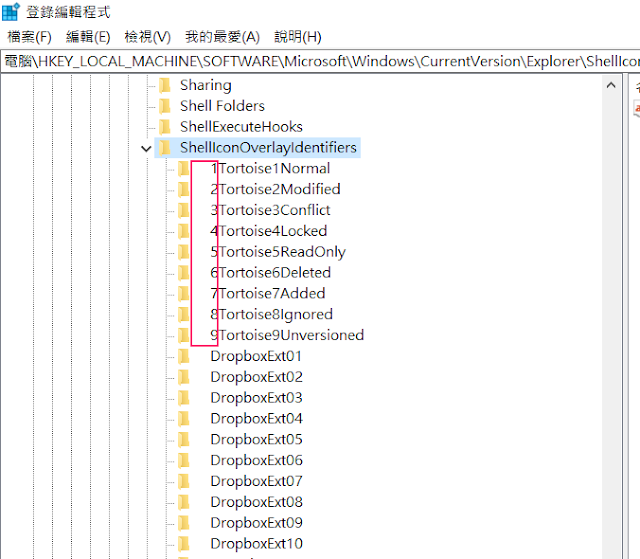 登錄編輯程式
檔案(F) 編輯(E) 檢視(V) 我的最愛(A) 說明(H)
電腦\HKEY_LOCAL_MACHINE\SOFTWARE\Microsoft\Windows\CurrentVersion\Explorer\ShellIcon
Sharing
Shell Folders
ShellExecuteHooks
ShellIconOverlayIdentifiers
1Tortoise1Normal
2Tortoise2Modified
3Tortoise3Conflict
4Tortoise4Locked
5Tortoise5ReadOnly
6Tortoise6Deleted
7Tortoise7Added
8Tortoise8Ignored
9Tortoise9Unversioned
DropboxExt01
DropboxExt02
DropboxExt03
DropboxExt04
DropboxExt05
DropboxExt06
DropboxExt07
DropboxExt08
DropboxExt09
DropboxExt10